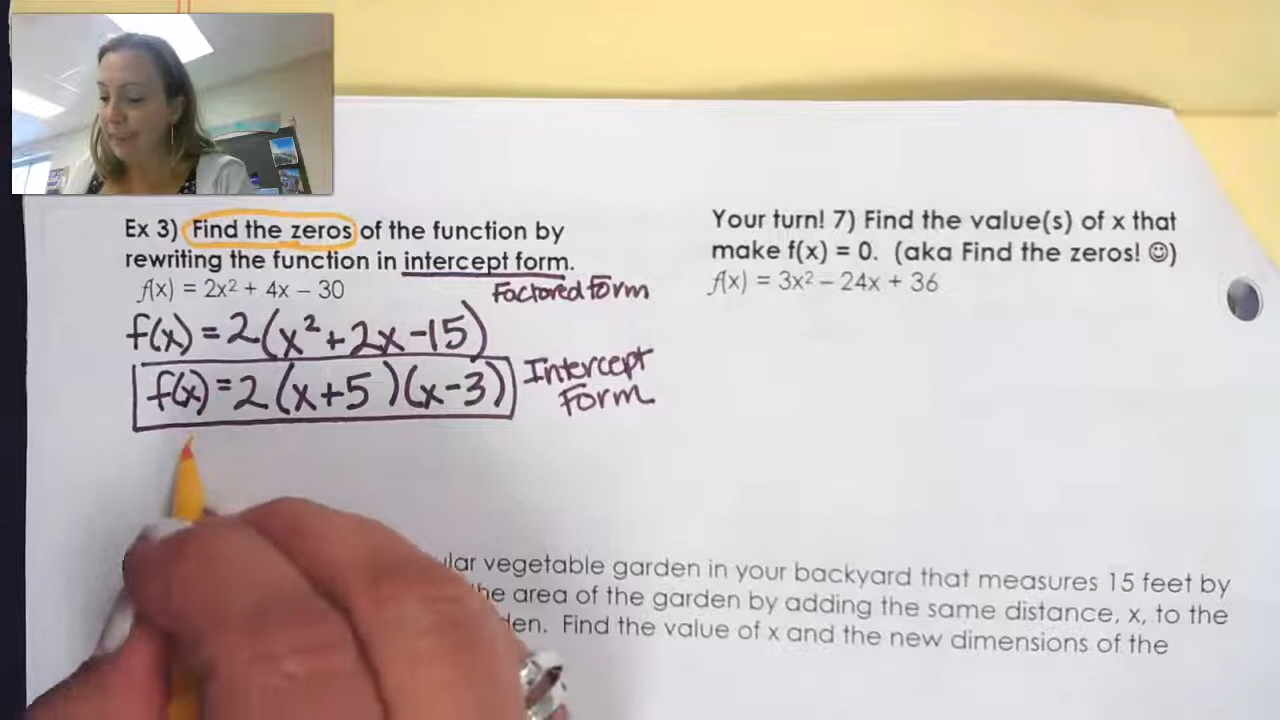 Ex 3) Find the zeros of the function by
rewriting the function in intercept form.
f(x) = 2x² + 4x – 30
Factored form
f(x) = 2(x² + 2x - 15)
f(x) = 2(x+5)(x-3)
Intercept
Form
Your turn! 7) Find the value(s) of x that
make f(x) = 0. (aka Find the zeros! ☺)
f(x) = 3x² – 24x + 36
vegetable garden in your backyard that measures 15 feet by
the area of the garden by adding the same distance, x, to the
Find the value of x and the new dimensions of the